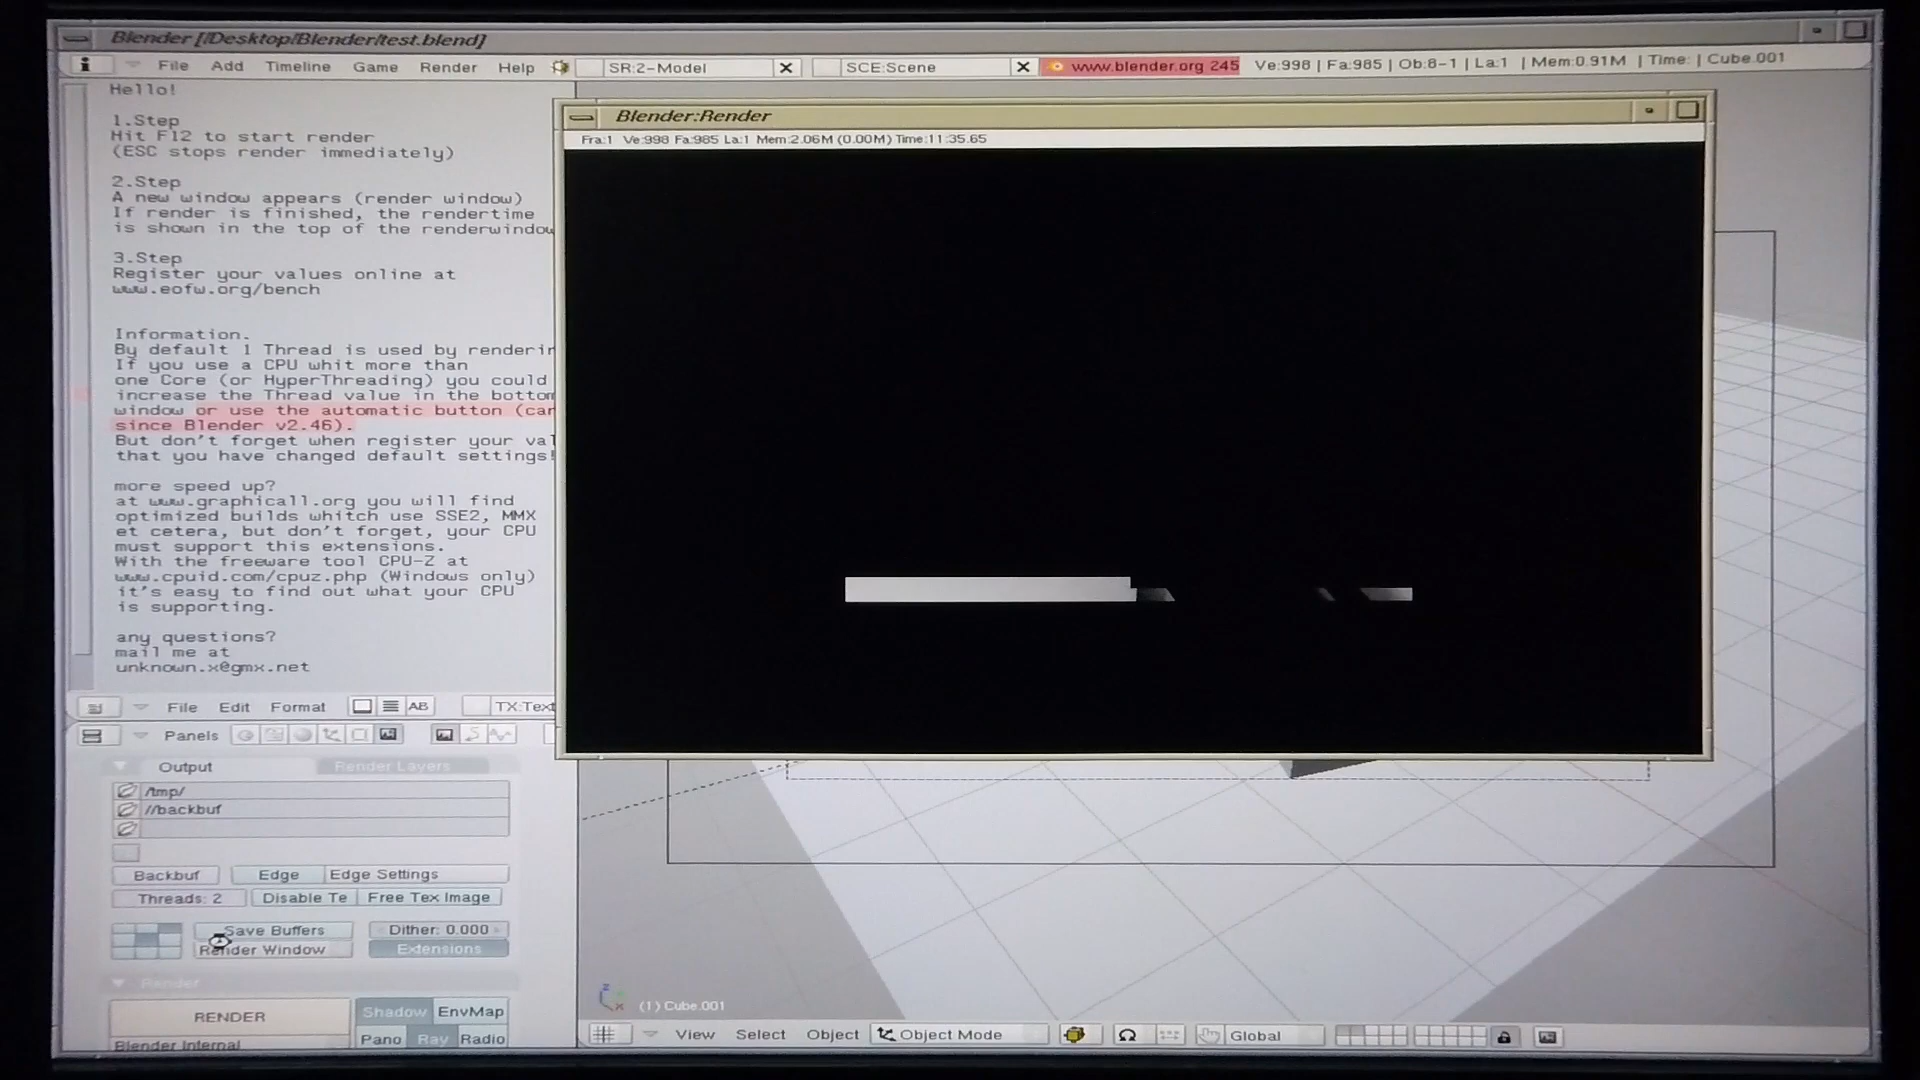 Blender [/Desktop/Blender/test.blend]
File Add Timeline Game Render Help SR:2-Model SCE:Scene www.blender.org 245 Ve:998 | Fa:985 | Ob:8-1 | La:1 | Mem:0.91M | Time: | Cube.001
Hello!
1.Step
Hit F12 to start render
(ESC stops render immediately)
2.Step
A new window appears (render window)
If render is finished, the rendertime
is shown in the top of the renderwindow
3.Step
Register your values online at
www.eofw.org/bench
Information.
By default 1 Thread is used by renderin
If you use a CPU whit more than
one Core (or HyperThreading) you could
increase the Thread value in the bottom
window or use the automatic button (can
since Blender v2.46).
But don't forget when register your val
that you have changed default settings!
more speed up?
at www.graphicall.org you will find
optimized builds whitch use SSE2, MMX
et cetera, but don't forget, your CPU
must support this extensions.
With the freeware tool CPU-Z at
www.cpuid.com/cpuz.php (Windows only)
it's easy to find out what your CPU
is supporting.
any questions?
mail me at
unknown.x@gmx.net
Blender:Render
Fra:1 Ve:998 Fa:985 La:1 Mem:2.06M (0.00M) Time:11:35.65
File Edit Format AB TX:Text
Panels
Output Render Layers
/tmp/
//backbuf
Backbuf Edge Edge Settings
Threads: 2 Disable Te Free Tex Image
Save Buffers Dither: 0.000
Render Window Extensions
Render
RENDER Shadow EnvMap
Pano Ray Radio
Blender Internal
z
x
(1) Cube.001
View Select Object Object Mode Global